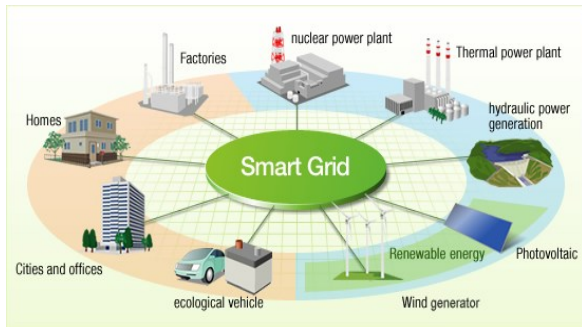 nuclear power plant
Factories
Thermal power plant
Homes
hydraulic power
generation
Smart Grid
Cities and offices
Renewable energy
Photovoltaic
ecological vehicle
Wind generator